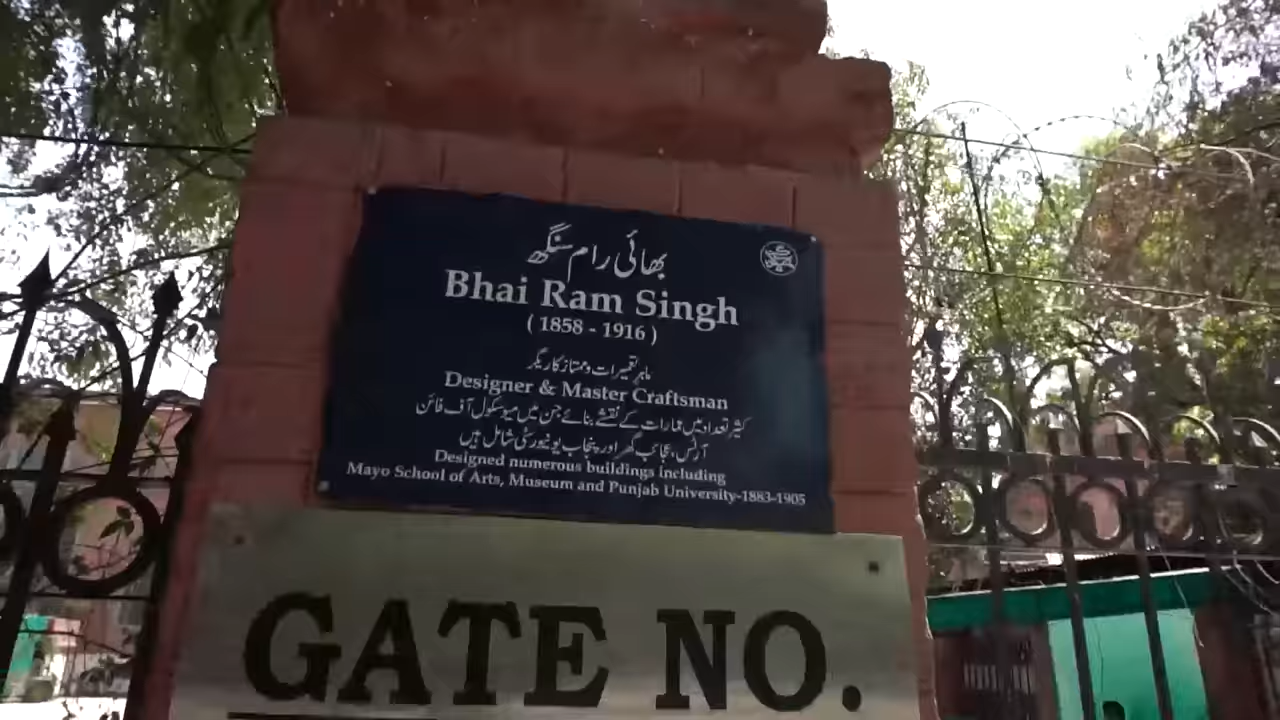 بھائی رام سنگھ
Bhai Ram Singh
( 1858 - 1916 )
ماہر تعمیرات و ممتاز کاریگر
Designer & Master Craftsman
کثیر تعداد میں عمارات کے نقشے بنائے جن میں میو سکول آف فائن
آرٹس، عجائب گھر اور پنجاب یونیورسٹی شامل ہیں
Designed numerous buildings including
Mayo School of Arts, Museum and Punjab University-1883-1905
GATE NO.